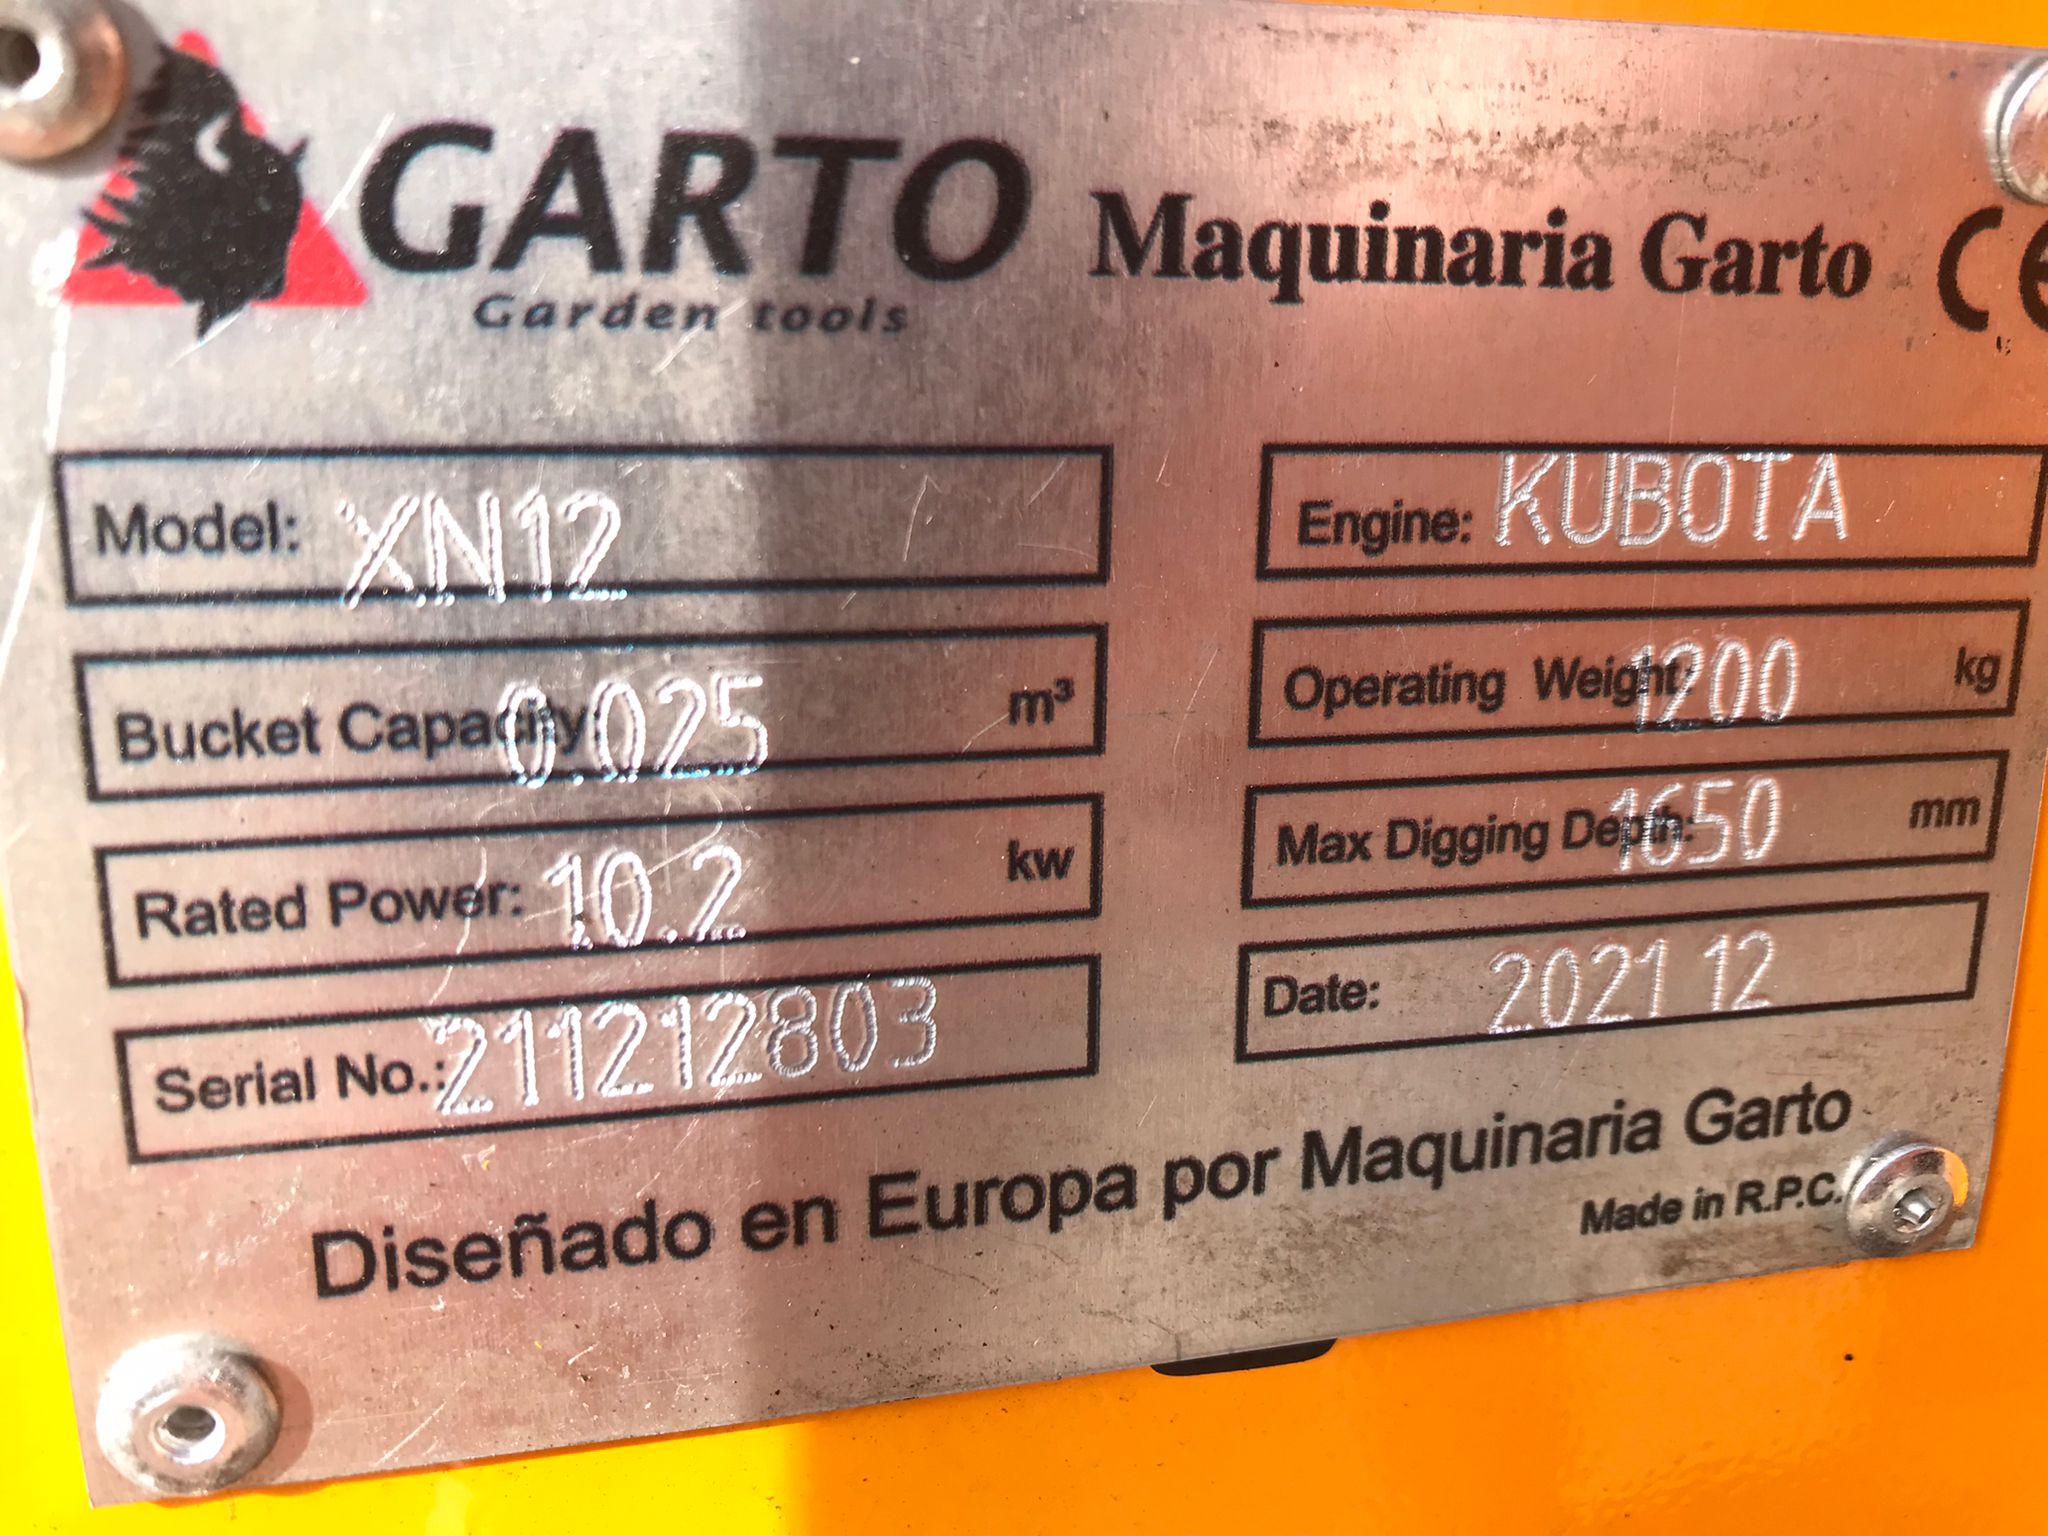 GARTO
Garden tools
Maquinaria Garto
CE
Model: XN12
Engine: KUBOTA
Bucket Capacity: 0.025 m³
Operating Weight: 1200 kg
Rated Power: 10.2 kw
Max Digging Depth: 1650 mm
Serial No.: 211212803
Date: 2021 12
Diseñado en Europa por Maquinaria Garto
Made in R.P.C.